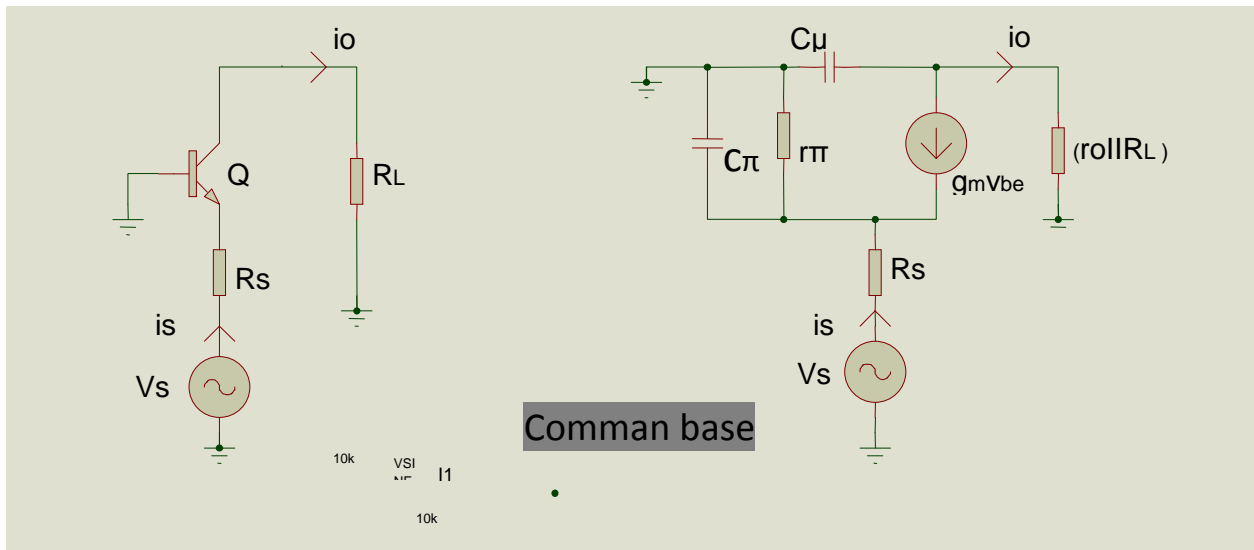 io
Q
RL
Rs
is
Vs
Cμ
io
Cπ
rπ
gmvbe
(roIIRL)
Rs
is
Vs
Comman base
10k
VSI
I1
10k